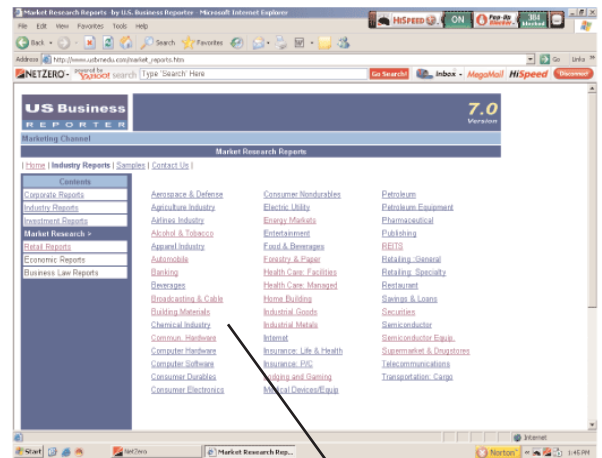 Market Research Reports by U.S. Business Reporter - Microsoft Internet Explorer
File Edit View Favorites Tools Help
HiSPEED ON Pop-Up Blocker 384 blocked
Back Search Favorites
Address http://www.usbrnedu.com/market_reports.htm Go Links
NETZERO powered by YAHOO! search Type 'Search' Here Go Search! Inbox - MegaMail HiSpeed Disconnect
US Business
REPORTER
7.0
Version
Marketing Channel
Market Research Reports
| Home | Industry Reports | Samples | Contact Us |
Contents
Corporate Reports
Industry Reports
Investment Reports
Market Research >
Retail Reports
Economic Reports
Business Law Reports
Aerospace & Defense
Agriculture Industry
Airlines Industry
Alcohol & Tobacco
Apparel Industry
Automobile
Banking
Beverages
Broadcasting & Cable
Building Materials
Chemical Industry
Commun. Hardware
Computer Hardware
Computer Software
Consumer Durables
Consumer Electronics
Consumer Nondurables
Electric Utility
Energy Markets
Entertainment
Food & Beverages
Forestry & Paper
Health Care: Facilities
Health Care: Managed
Home Building
Industrial Goods
Industrial Metals
Internet
Insurance: Life & Health
Insurance: P/C
Lodging and Gaming
Medical Devices/Equip
Petroleum
Petroleum Equipment
Pharmaceutical
Publishing
REITS
Retailing: General
Retailing: Specialty
Restaurant
Savings & Loans
Securities
Semiconductor
Semiconductor Equip.
Supermarket & Drugstores
Telecommunications
Transportation: Cargo
Internet
Start NetZero Market Research Rep... Norton 1:45 PM